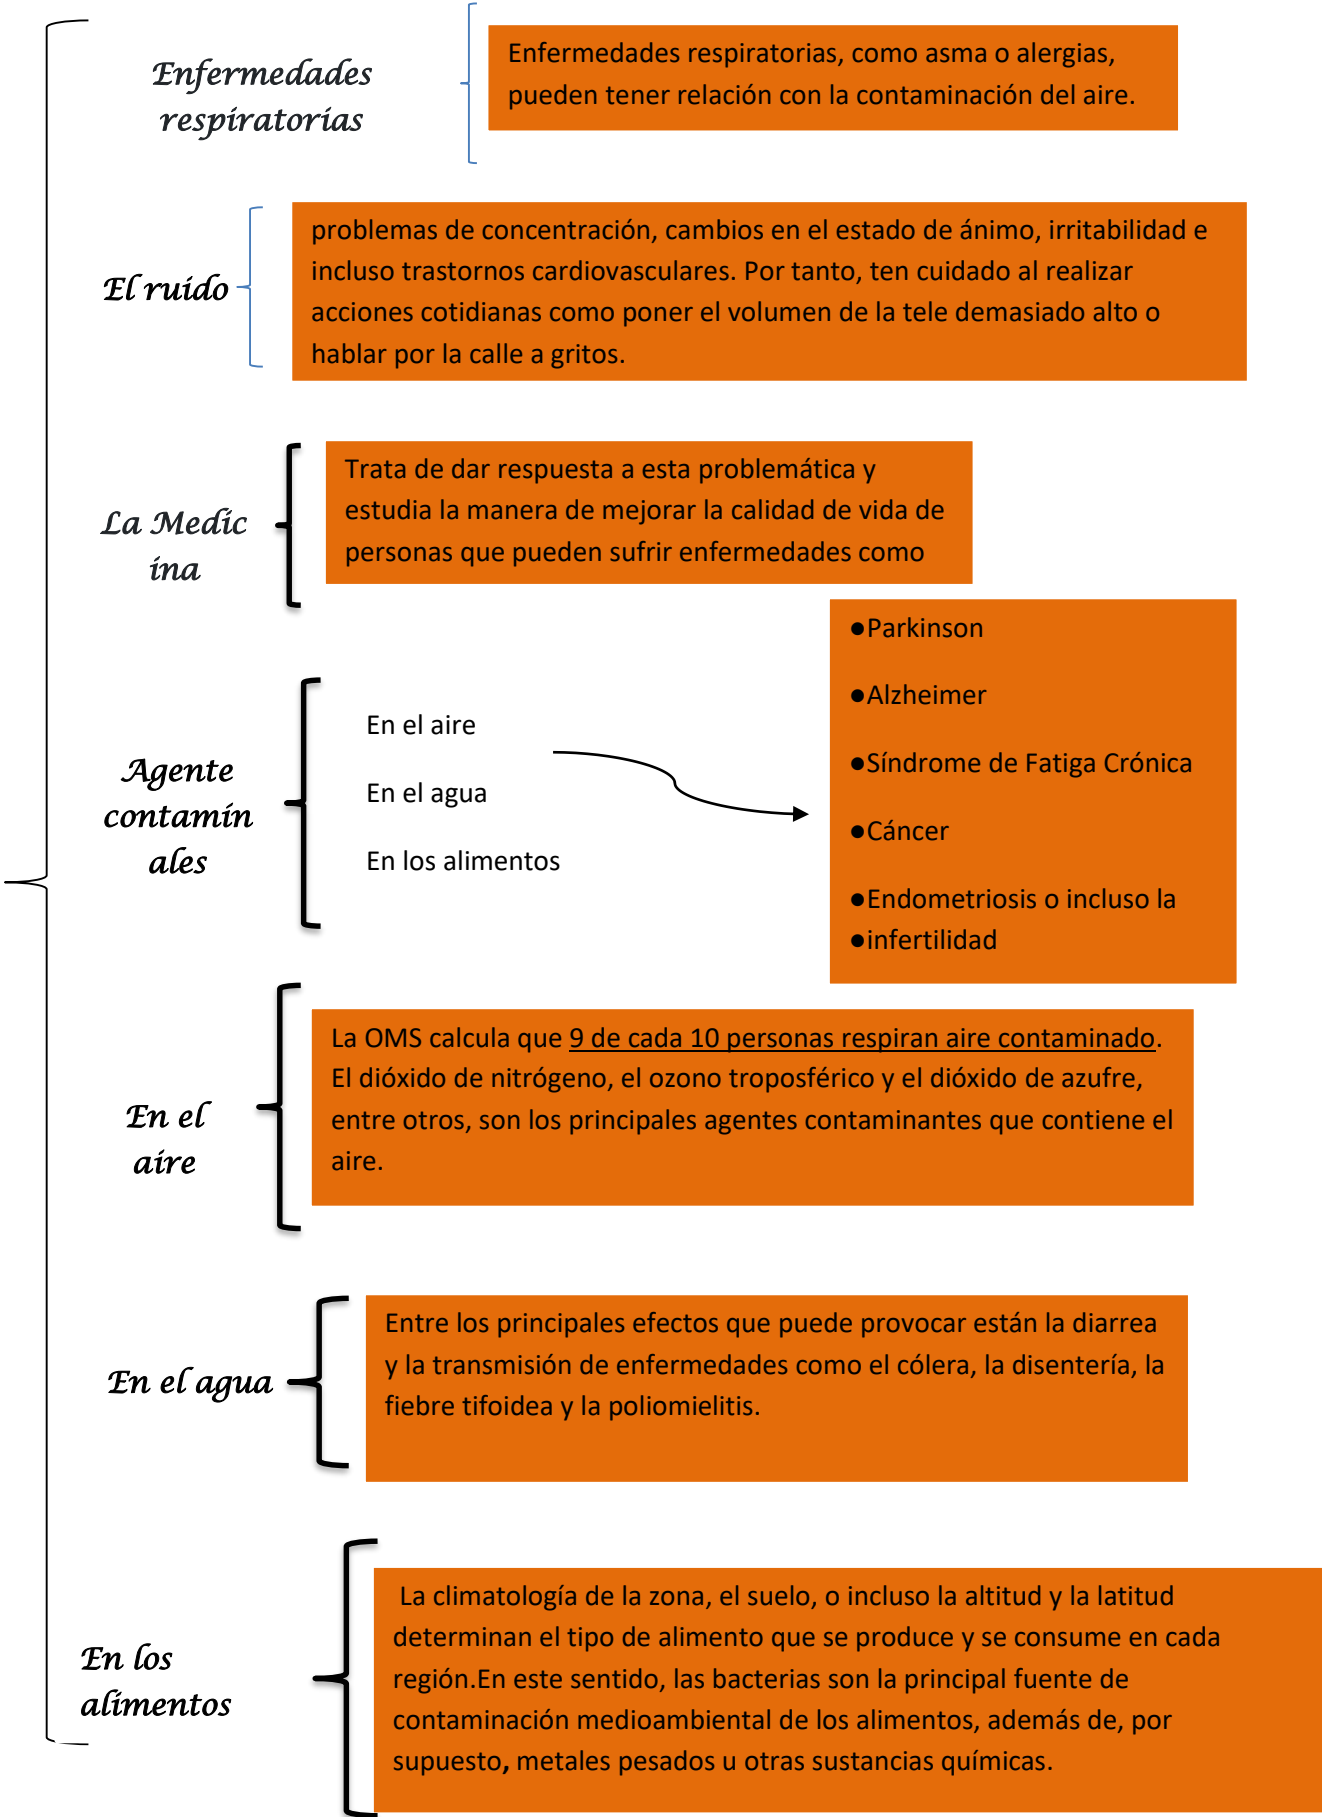 Enfermedades
respiratorias
Enfermedades respiratorias, como asma o alergias,
pueden tener relación con la contaminación del aire.
El ruido
problemas de concentración, cambios en el estado de ánimo, irritabilidad e
incluso trastornos cardiovasculares. Por tanto, ten cuidado al realizar
acciones cotidianas como poner el volumen de la tele demasiado alto o
hablar por la calle a gritos.
La Medic
ina
Trata de dar respuesta a esta problemática y
estudia la manera de mejorar la calidad de vida de
personas que pueden sufrir enfermedades como
Agente
contamin
ales
En el aire
En el agua
En los alimentos
●Parkinson
●Alzheimer
●Síndrome de Fatiga Crónica
●Cáncer
●Endometriosis o incluso la
●infertilidad
En el
aire
La OMS calcula que 9 de cada 10 personas respiran aire contaminado.
El dióxido de nitrógeno, el ozono troposférico y el dióxido de azufre,
entre otros, son los principales agentes contaminantes que contiene el
aire.
En el agua
Entre los principales efectos que puede provocar están la diarrea
y la transmisión de enfermedades como el cólera, la disentería, la
fiebre tifoidea y la poliomielitis.
En los
alimentos
La climatología de la zona, el suelo, o incluso la altitud y la latitud
determinan el tipo de alimento que se produce y se consume en cada
región.En este sentido, las bacterias son la principal fuente de
contaminación medioambiental de los alimentos, además de, por
supuesto, metales pesados u otras sustancias químicas.